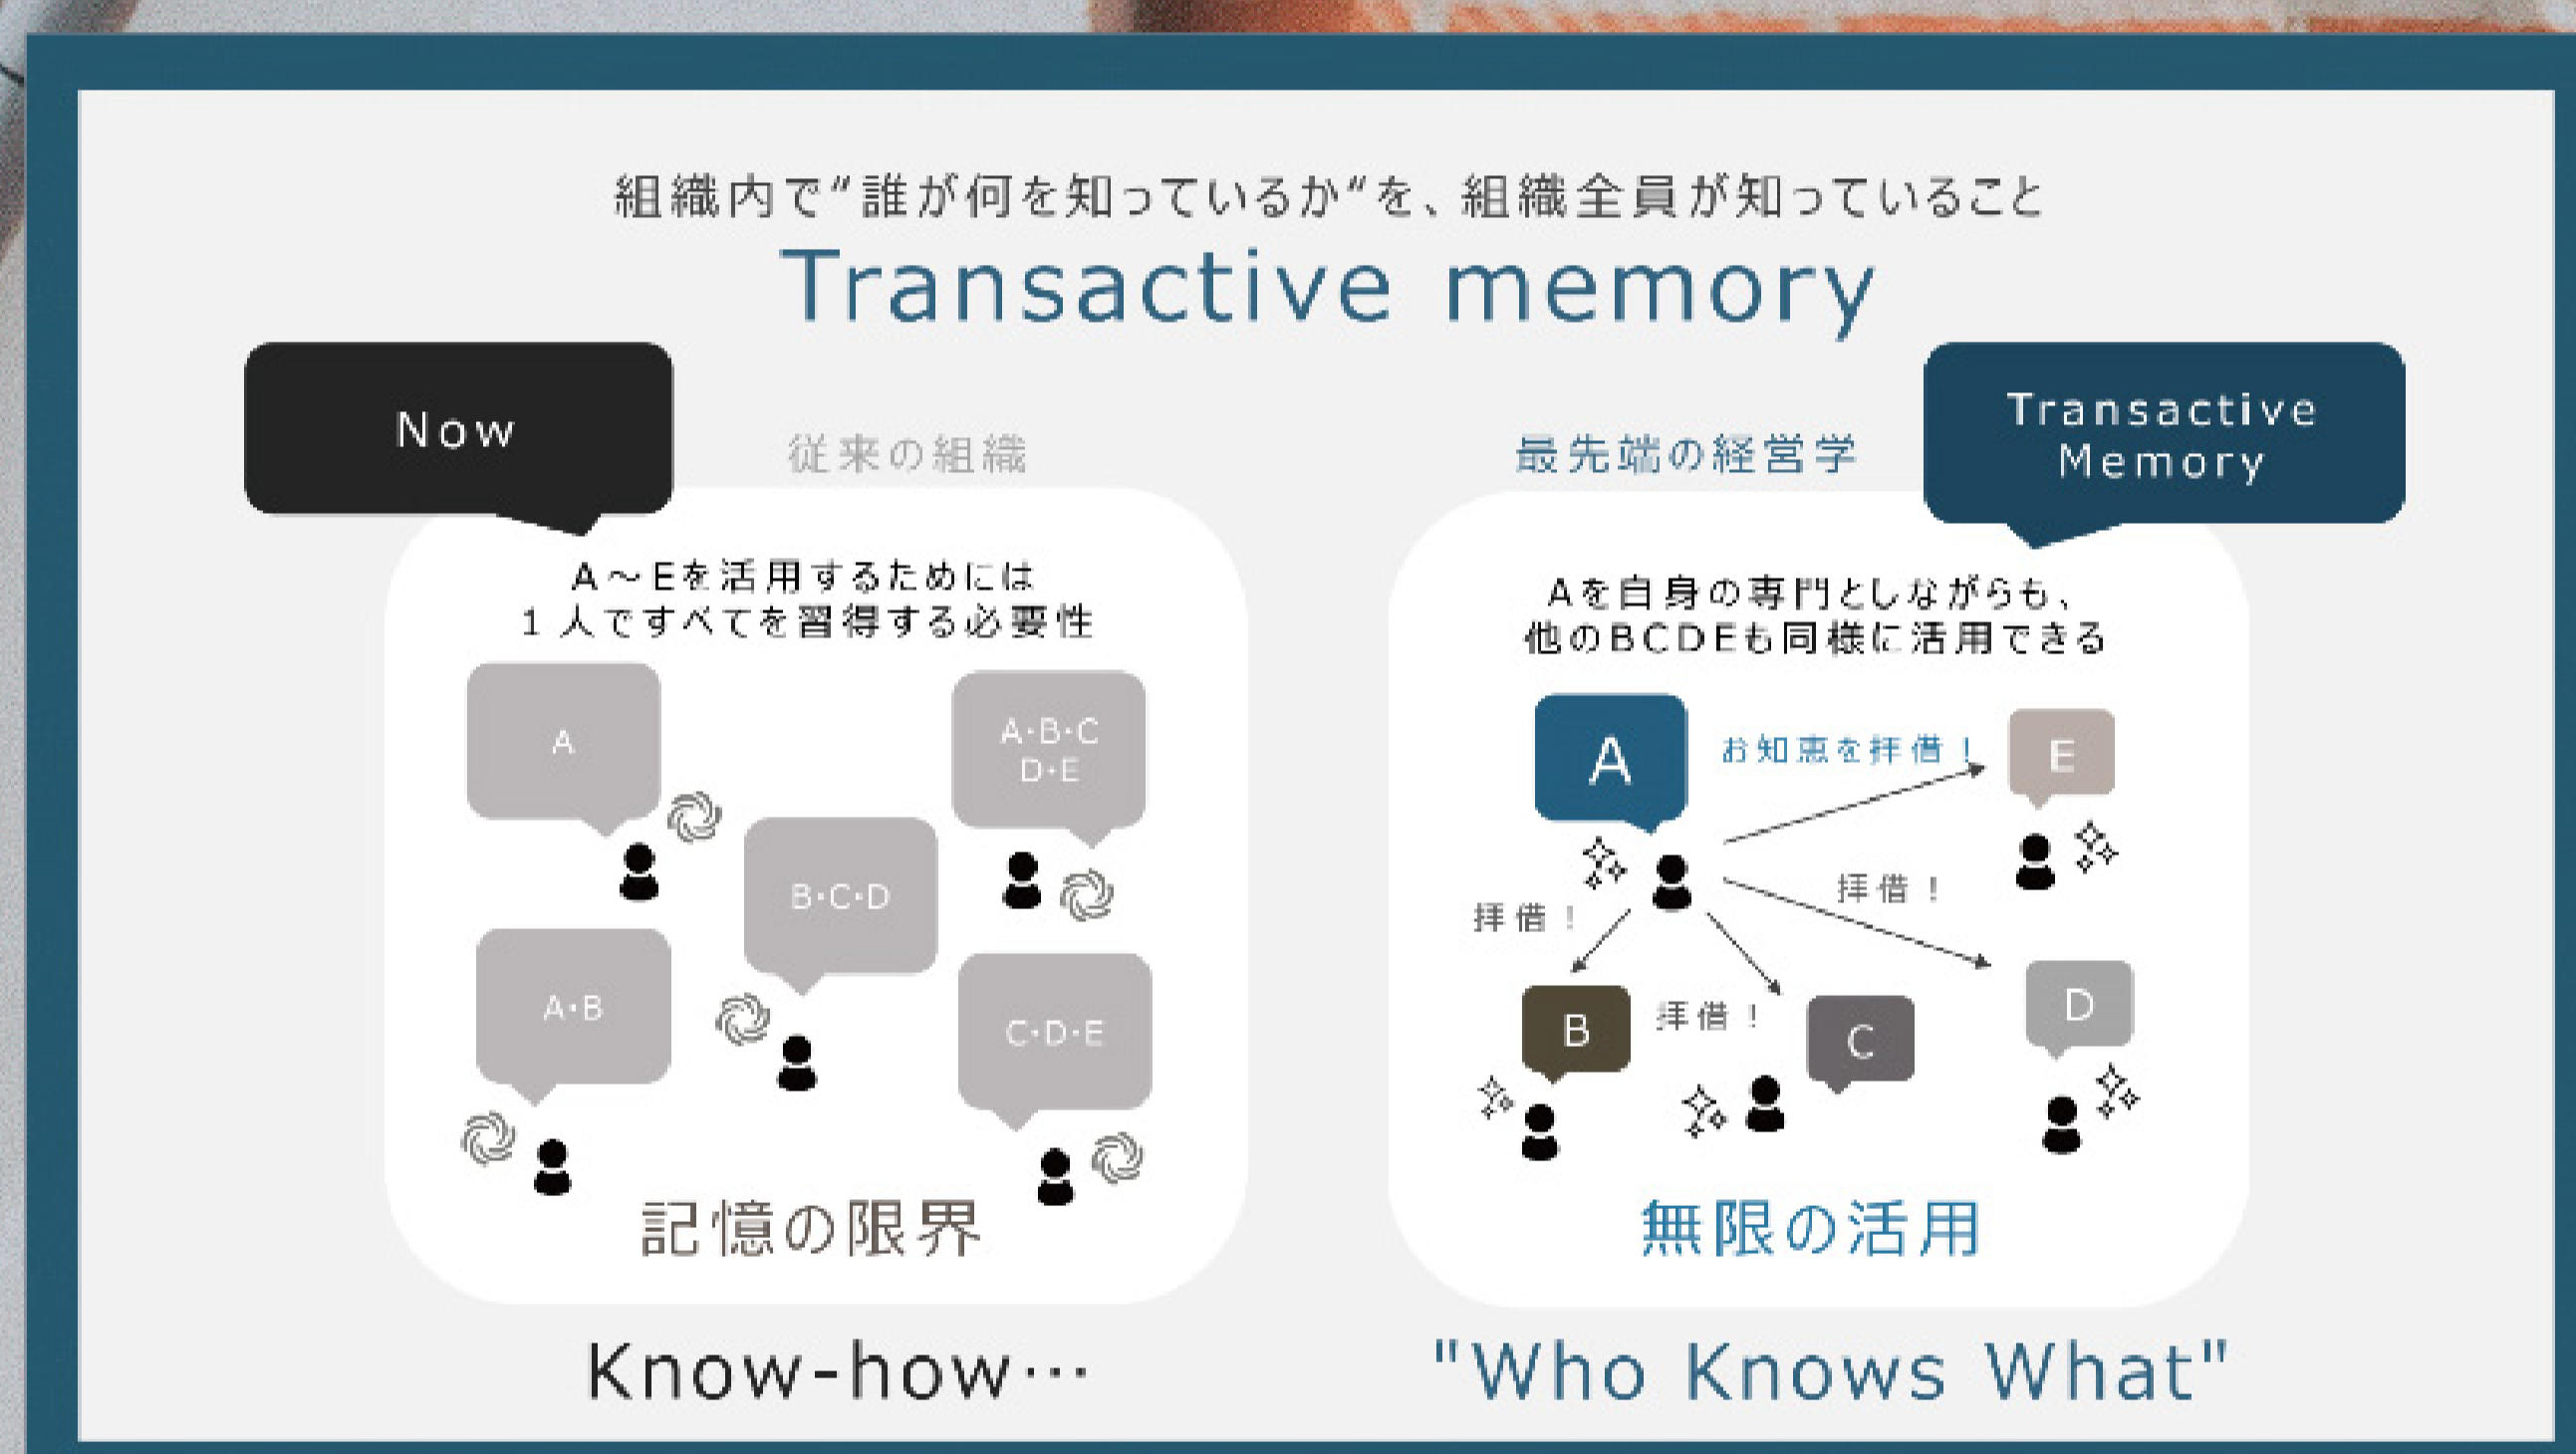 組織内で“誰が何を知っているか“を、組織全員が知っていること
Transactive memory
Now
従来の組織
A～Eを活用するためには
1人ですべてを習得する必要性
A
A・B・C
D・E
B・C・D
A・B
C・D・E
記憶の限界
Know-how…
最先端の経営学
Transactive
Memory
Aを自身の専門としながらも、
他のBCDEも同様に活用できる
A
お知恵を拝借！
E
拝借！
拝借！
B
拝借！
C
D
無限の活用
"Who Knows What"